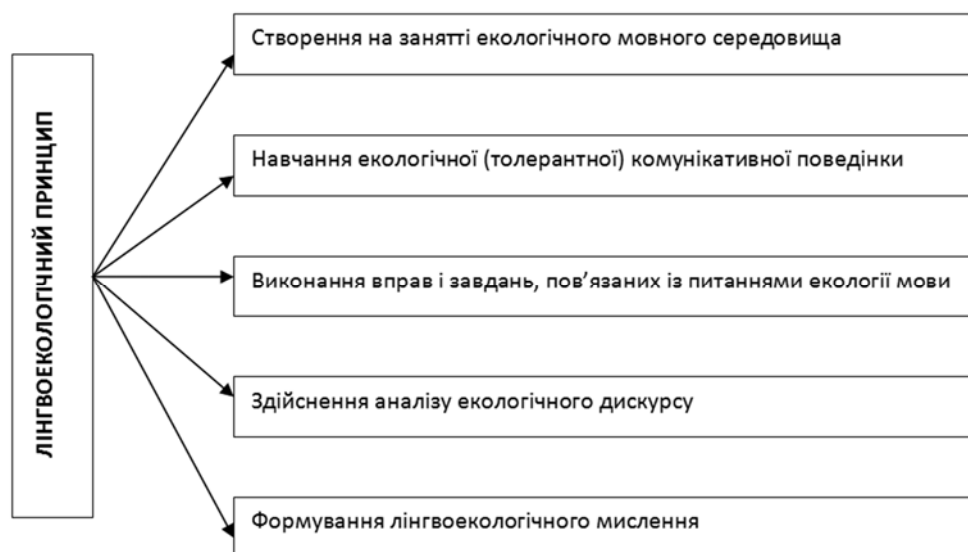 ЛІНГВОЕКОЛОГІЧНИЙ ПРИНЦИП
Створення на занятті екологічного мовного середовища
Навчання екологічної (толерантної) комунікативної поведінки
Виконання вправ і завдань, пов’язаних із питаннями екології мови
Здійснення аналізу екологічного дискурсу
Формування лінгвоекологічного мислення